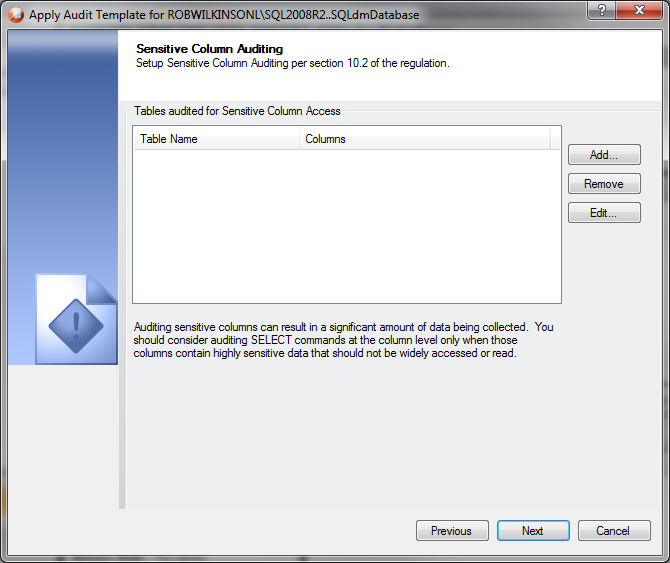 Apply Audit Template for ROBWILKINSONL\SQL2008R2..SQLdmDatabase
Sensitive Column Auditing
Setup Sensitive Column Auditing per section 10.2 of the regulation.
Tables audited for Sensitive Column Access
Table Name Columns
Add...
Remove
Edit...
Auditing sensitive columns can result in a significant amount of data being collected.  You
should consider auditing SELECT commands at the column level only when those
columns contain highly sensitive data that should not be widely accessed or read.
Previous Next Cancel